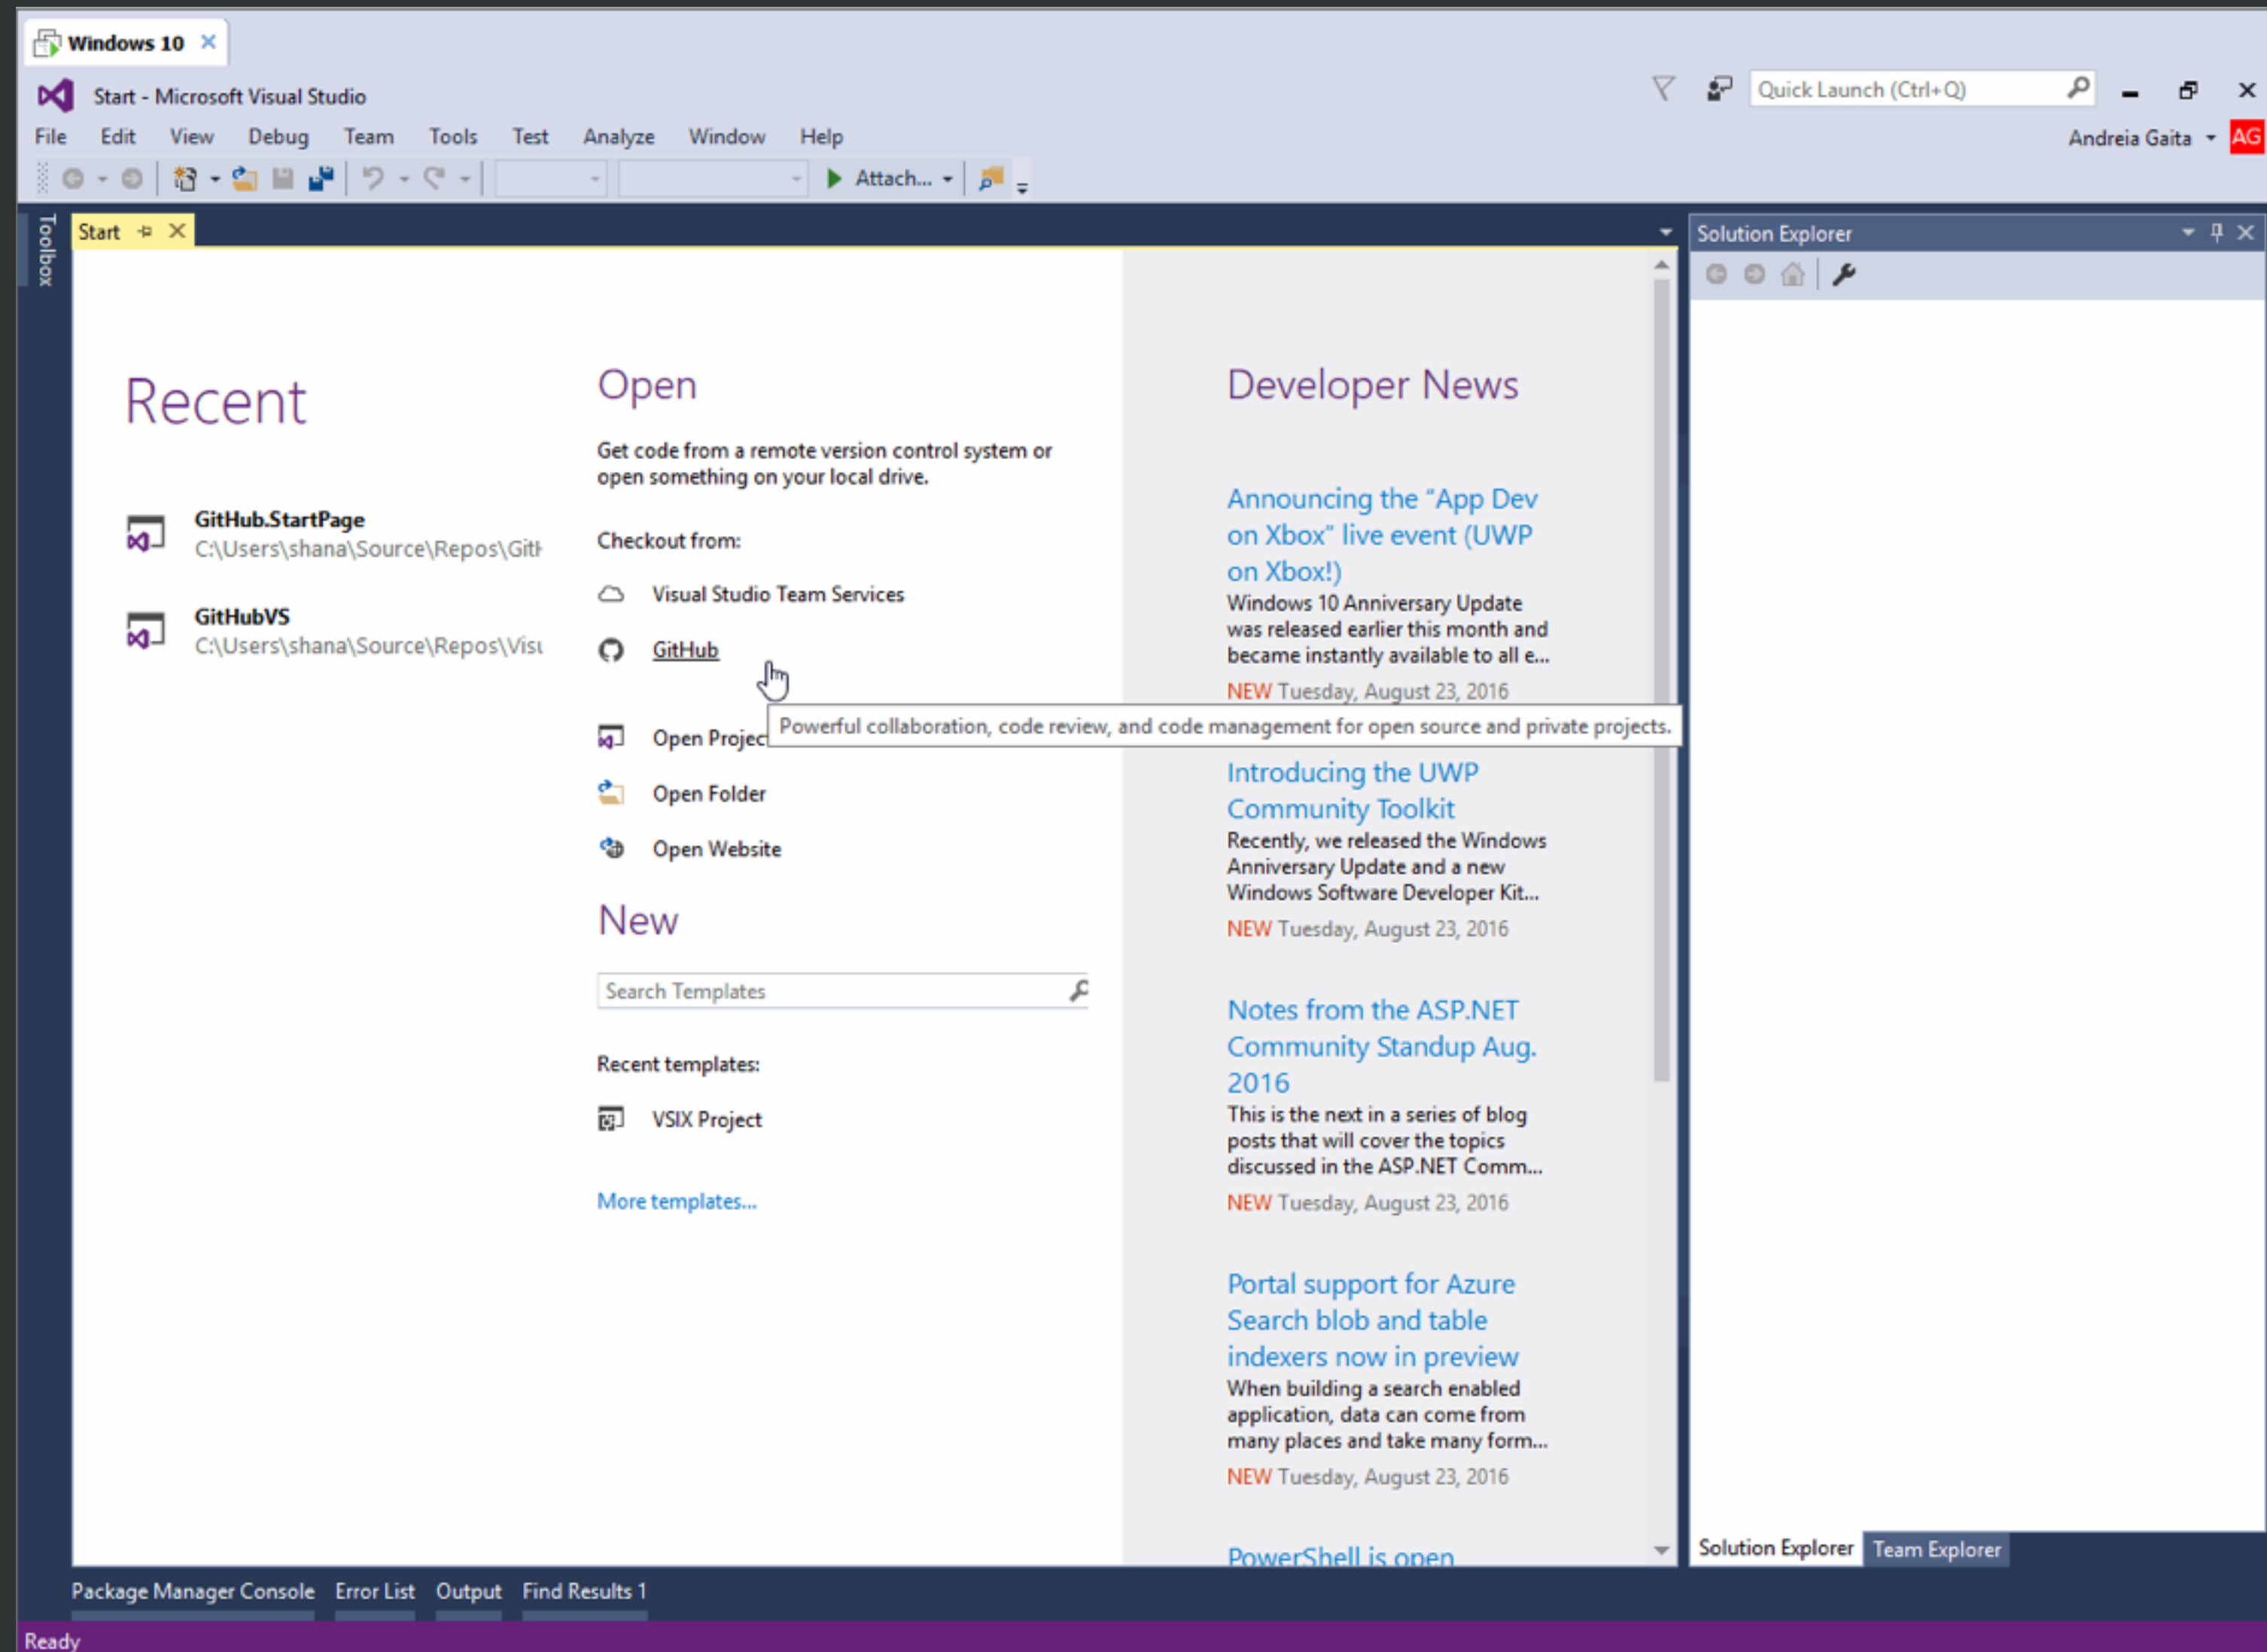 Windows 10
Start - Microsoft Visual Studio
Quick Launch (Ctrl+Q)
File Edit View Debug Team Tools Test Analyze Window Help
Andreia Gaita AG
Attach...
Toolbox
Start
Solution Explorer
Recent
GitHub.StartPage
C:\Users\shana\Source\Repos\Git
GitHubVS
C:\Users\shana\Source\Repos\Visu
Open
Get code from a remote version control system or
open something on your local drive.
Checkout from:
Visual Studio Team Services
GitHub
Powerful collaboration, code review, and code management for open source and private projects.
Open Projec
Open Folder
Open Website
New
Search Templates
Recent templates:
VSIX Project
More templates...
Developer News
Announcing the “App Dev
on Xbox” live event (UWP
on Xbox!)
Windows 10 Anniversary Update
was released earlier this month and
became instantly available to all e...
NEW Tuesday, August 23, 2016
Introducing the UWP
Community Toolkit
Recently, we released the Windows
Anniversary Update and a new
Windows Software Developer Kit...
NEW Tuesday, August 23, 2016
Notes from the ASP.NET
Community Standup Aug.
2016
This is the next in a series of blog
posts that will cover the topics
discussed in the ASP.NET Comm...
NEW Tuesday, August 23, 2016
Portal support for Azure
Search blob and table
indexers now in preview
When building a search enabled
application, data can come from
many places and take many form...
NEW Tuesday, August 23, 2016
PowerShell is open
Solution Explorer Team Explorer
Package Manager Console Error List Output Find Results 1
Ready